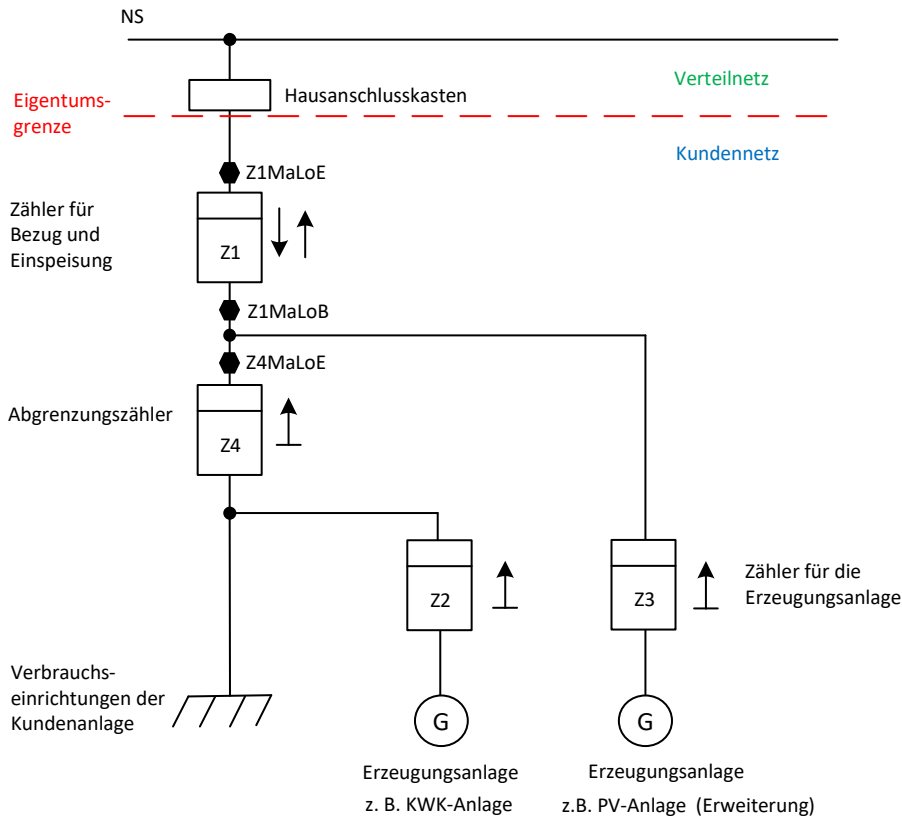 NS
Verteilnetz
Hausanschlusskasten
Eigentums-
grenze
Kundennetz
Z1MaLoE
Zähler für
Bezug und
Einspeisung
Z1
Z1MaLoB
Z4MaLoE
Abgrenzungszähler
Z4
Z2
Z3
Zähler für die
Erzeugungsanlage
Verbrauchs-
einrichtungen der
Kundenanlage
G
G
Erzeugungsanlage
z. B. KWK-Anlage
Erzeugungsanlage
z.B. PV-Anlage (Erweiterung)